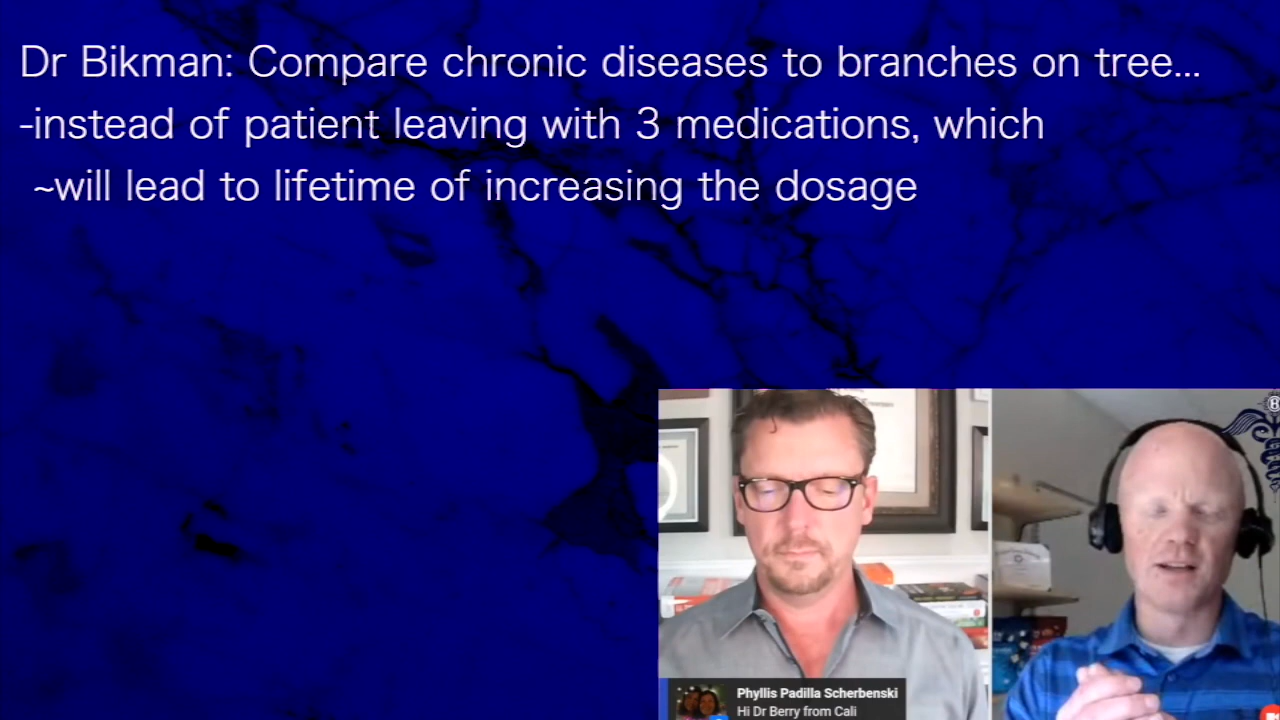 Dr Bikman: Compare chronic diseases to branches on tree...
-instead of patient leaving with 3 medications, which
~will lead to lifetime of increasing the dosage
Phyllis Padilla Scherbenski
Hi Dr Berry from Cali